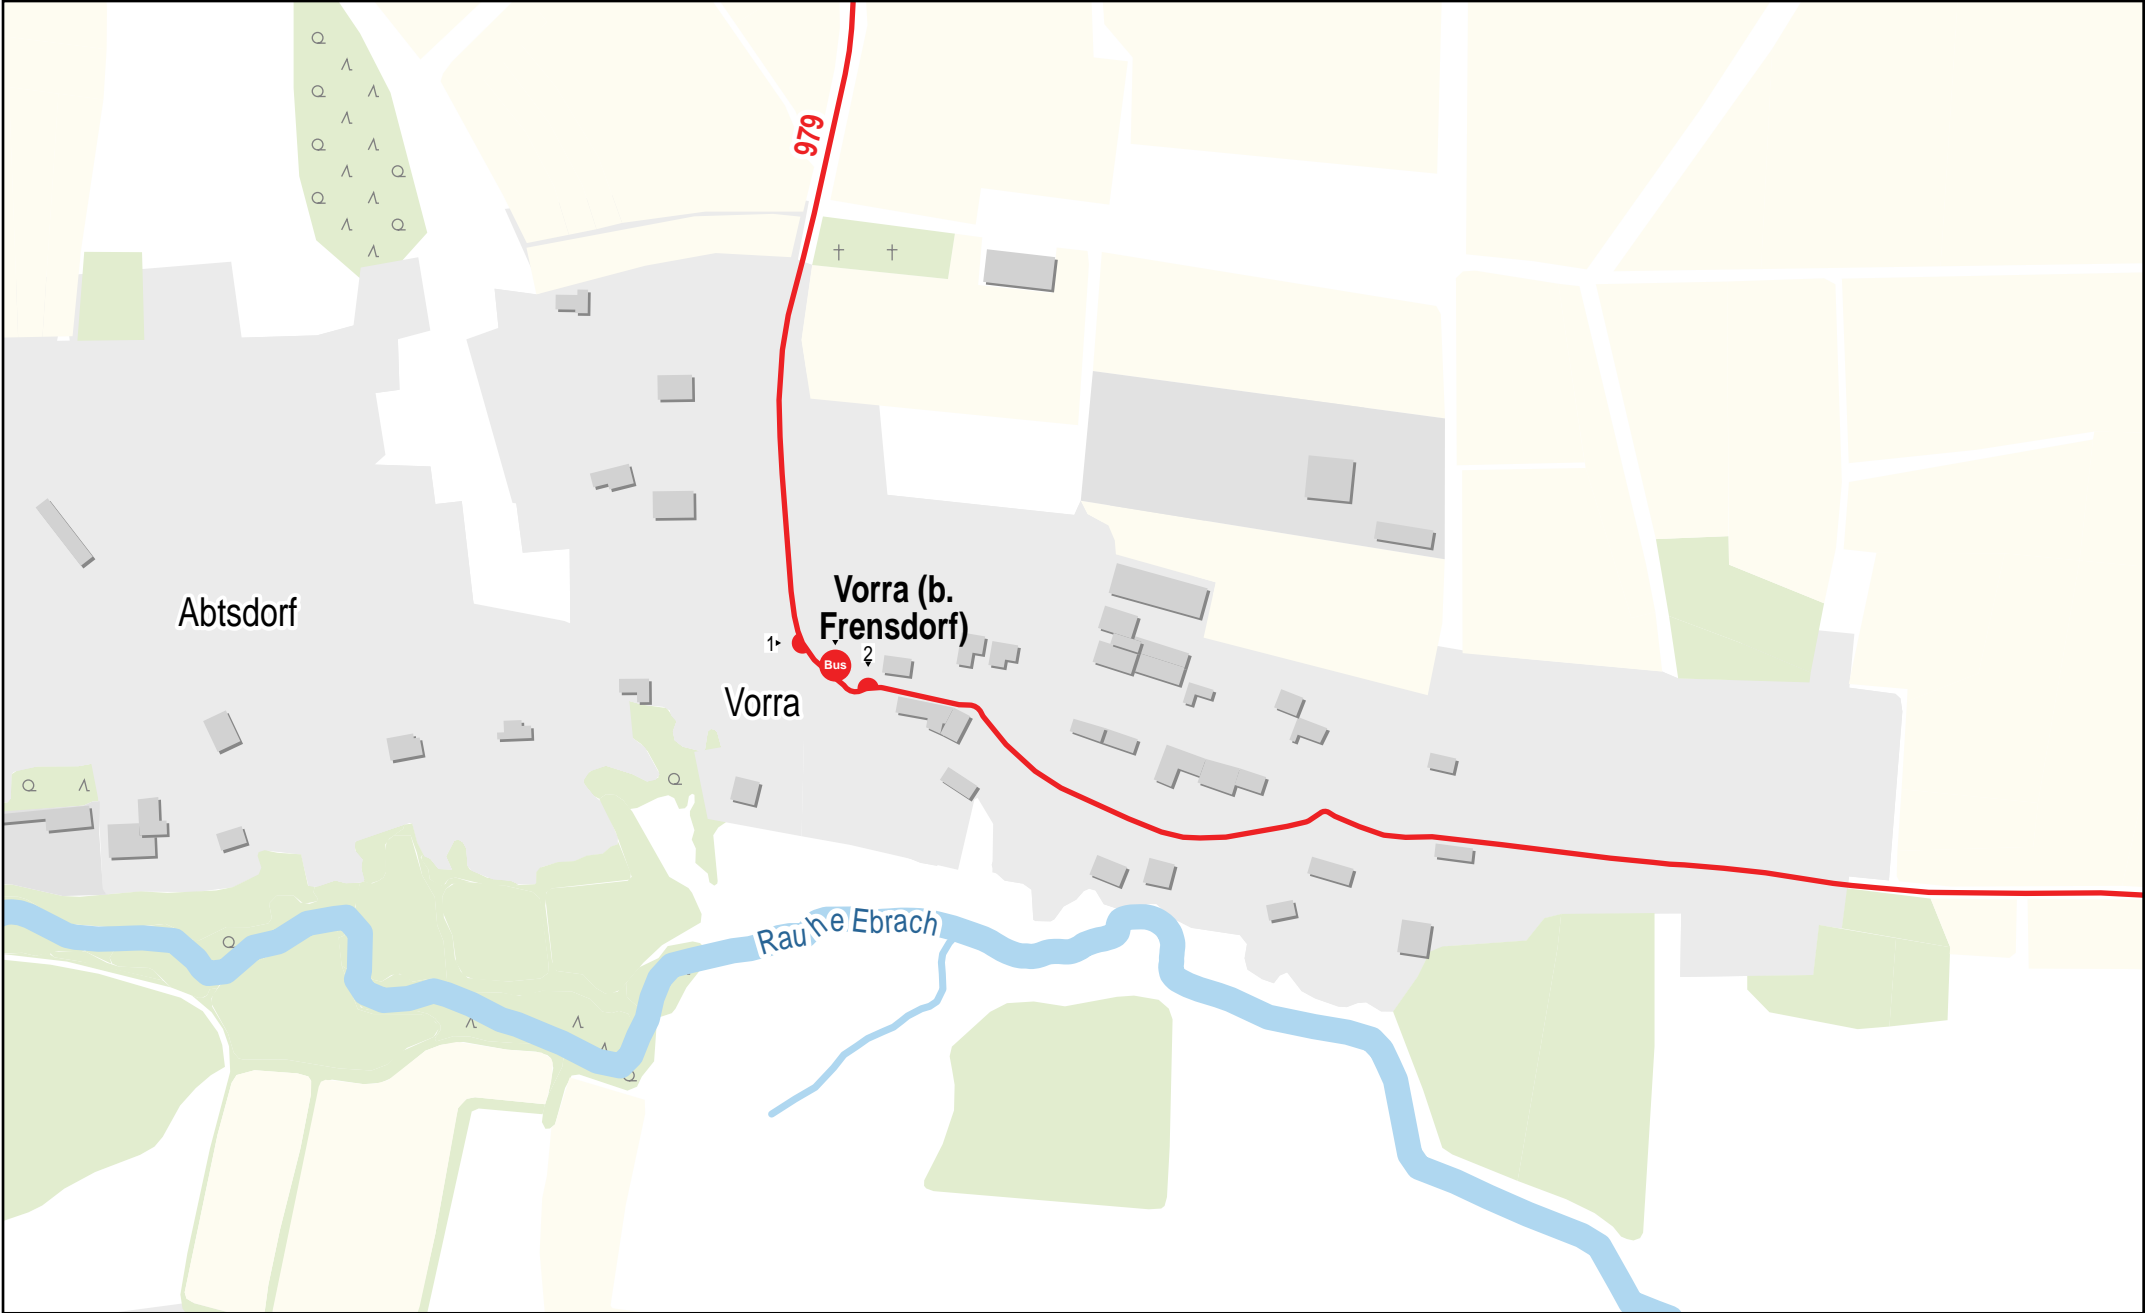 979
Vorra (b.
Frensdorf)
Abtsdorf
1
Bus
2
Vorra
Rauhe Ebrach